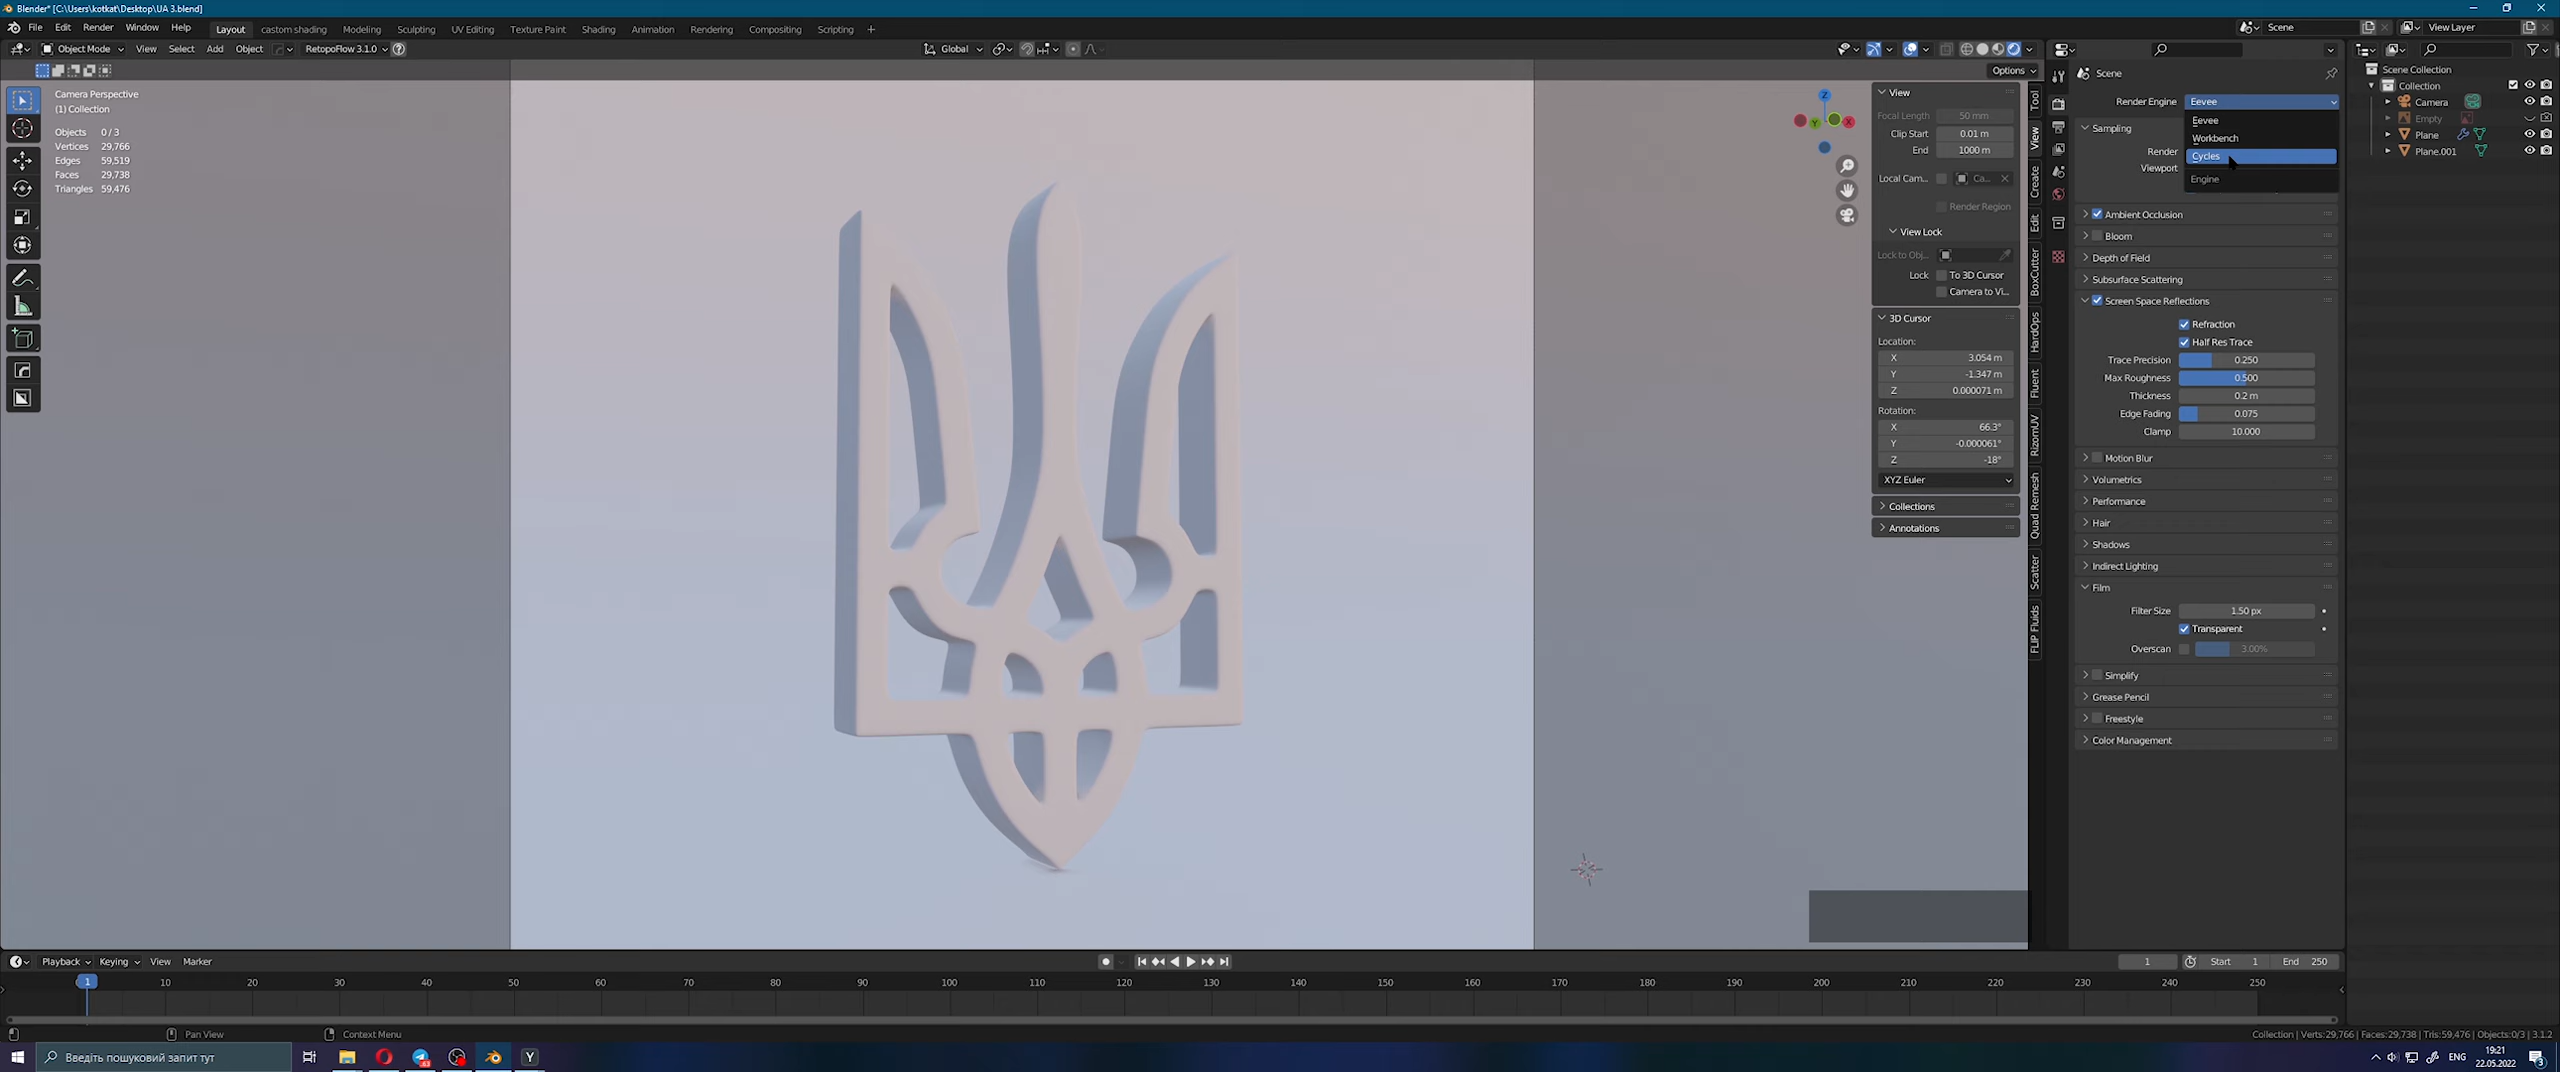 Blender* [C:\Users\kotkat\Desktop\UA 3.blend]
File Edit Render Window Help Layout custom shading Modeling Sculpting UV Editing Texture Paint Shading Animation Rendering Compositing Scripting + Scene View Layer
Object Mode View Select Add Object RetopoFlow 3.1.0 Global
Options
Camera Perspective
(1) Collection
Objects 0 / 3
Vertices 29,766
Edges 59,519
Faces 29,738
Triangles 59,476
Z
Y
X
View
Focal Length 50 mm
Clip Start 0.01 m
End 1000 m
Local Cam... Ca...
Render Region
View Lock
Lock to Obj...
Lock To 3D Cursor
Camera to Vi...
3D Cursor
Location:
X 3.054 m
Y -1.347 m
Z 0.000071 m
Rotation:
X 66.3°
Y -0.000061°
Z -18°
XYZ Euler
Collections
Annotations
Tool
View
Create
Edit
BoxCutter
HardOps
Fluent
RizomUV
Quad Remesh
Scatter
FLIP Fluids
Scene
Render Engine Eevee
Eevee
Workbench
Cycles
Engine
Sampling
Render
Viewport
Ambient Occlusion
Bloom
Depth of Field
Subsurface Scattering
Screen Space Reflections
Refraction
Half Res Trace
Trace Precision 0.250
Max Roughness 0.500
Thickness 0.2 m
Edge Fading 0.075
Clamp 10.000
Motion Blur
Volumetrics
Performance
Hair
Shadows
Indirect Lighting
Film
Filter Size 1.50 px
Transparent
Overscan 3.00%
Simplify
Grease Pencil
Freestyle
Color Management
Scene Collection
Collection
Camera
Empty
Plane
Plane.001
Playback Keying View Marker 1 Start 1 End 250
1 10 20 30 40 50 60 70 80 90 100 110 120 130 140 150 160 170 180 190 200 210 220 230 240 250
Pan View Context Menu Collection | Verts:29,766 | Faces:29,738 | Tris:59,476 | Objects:0/3 | 3.1.2
Введіть пошуковий запит тут Y ENG 19:21
22.05.2022